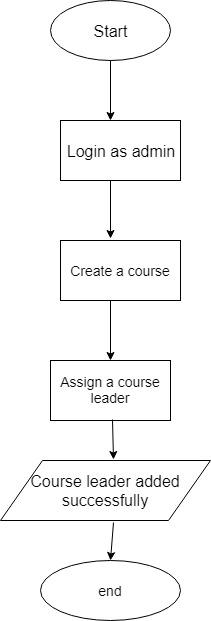 Start
Login as admin
Create a course
Assign a course
leader
Course leader added
successfully
end